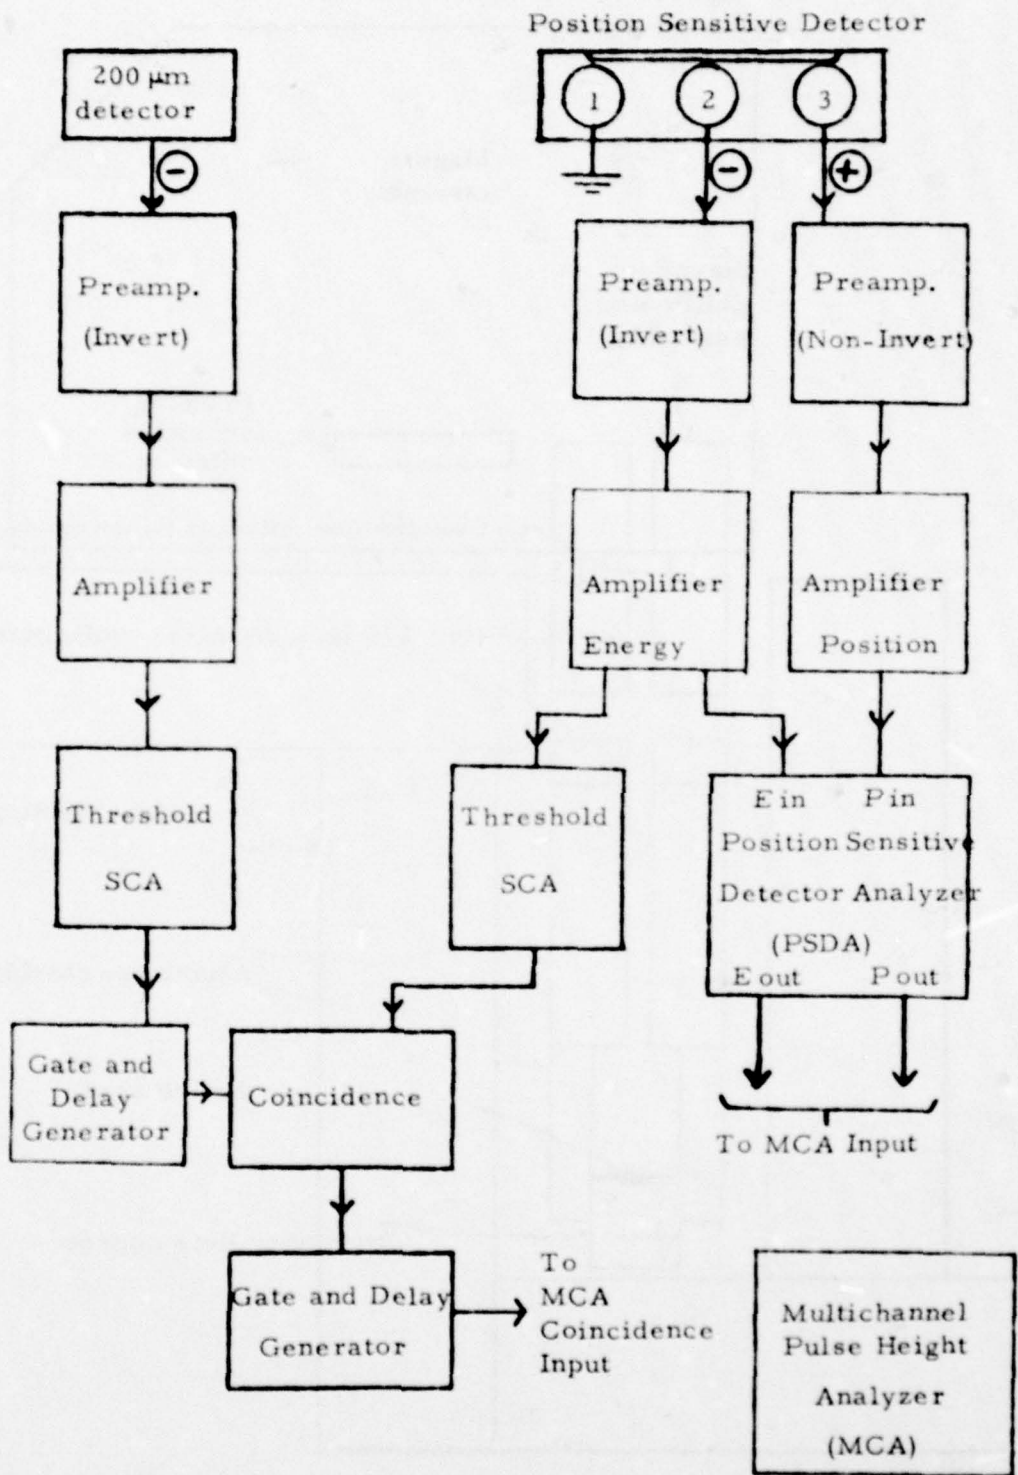 Position Sensitive Detector
200 μm
detector
1
2
3
−
−
+
Preamp.
(Invert)
Preamp.
(Invert)
Preamp.
(Non-Invert)
Amplifier
Amplifier
Energy
Amplifier
Position
Threshold
SCA
Threshold
SCA
E in P in
Position Sensitive
Detector Analyzer
(PSDA)
E out P out
Gate and
Delay
Generator
Coincidence
To MCA Input
Gate and Delay
Generator
To
MCA
Coincidence
Input
Multichannel
Pulse Height
Analyzer
(MCA)